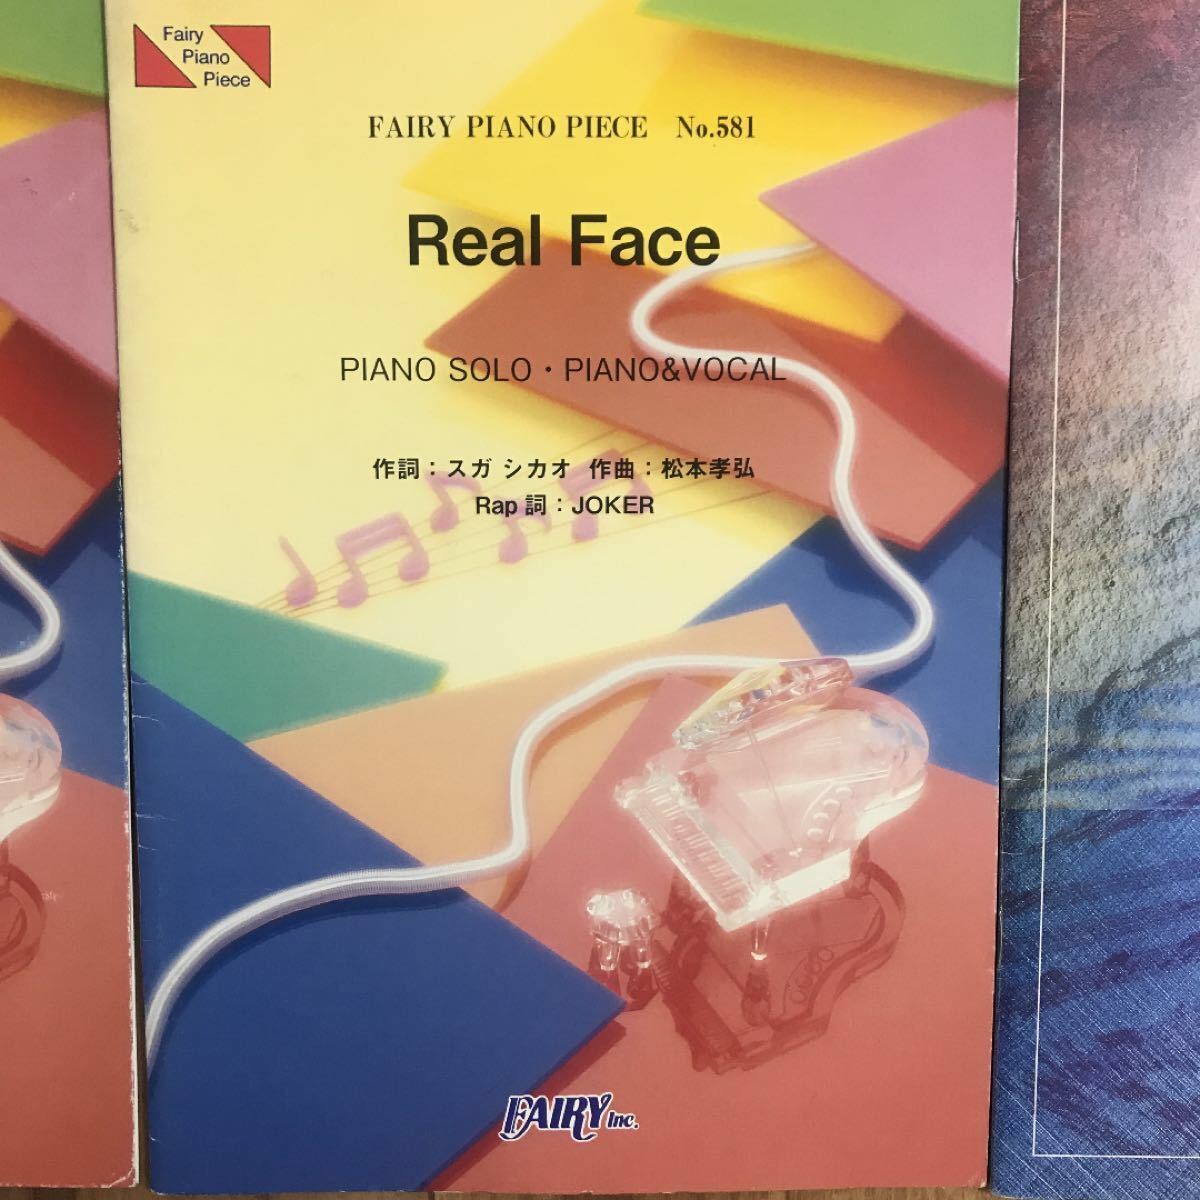 Fairy
Piano
Piece
FAIRY PIANO PIECE No.581
Real Face
PIANO SOLO・PIANO&VOCAL
作詞：スガ シカオ 作曲：松本孝弘
Rap 詞：JOKER
FAIRY Inc.